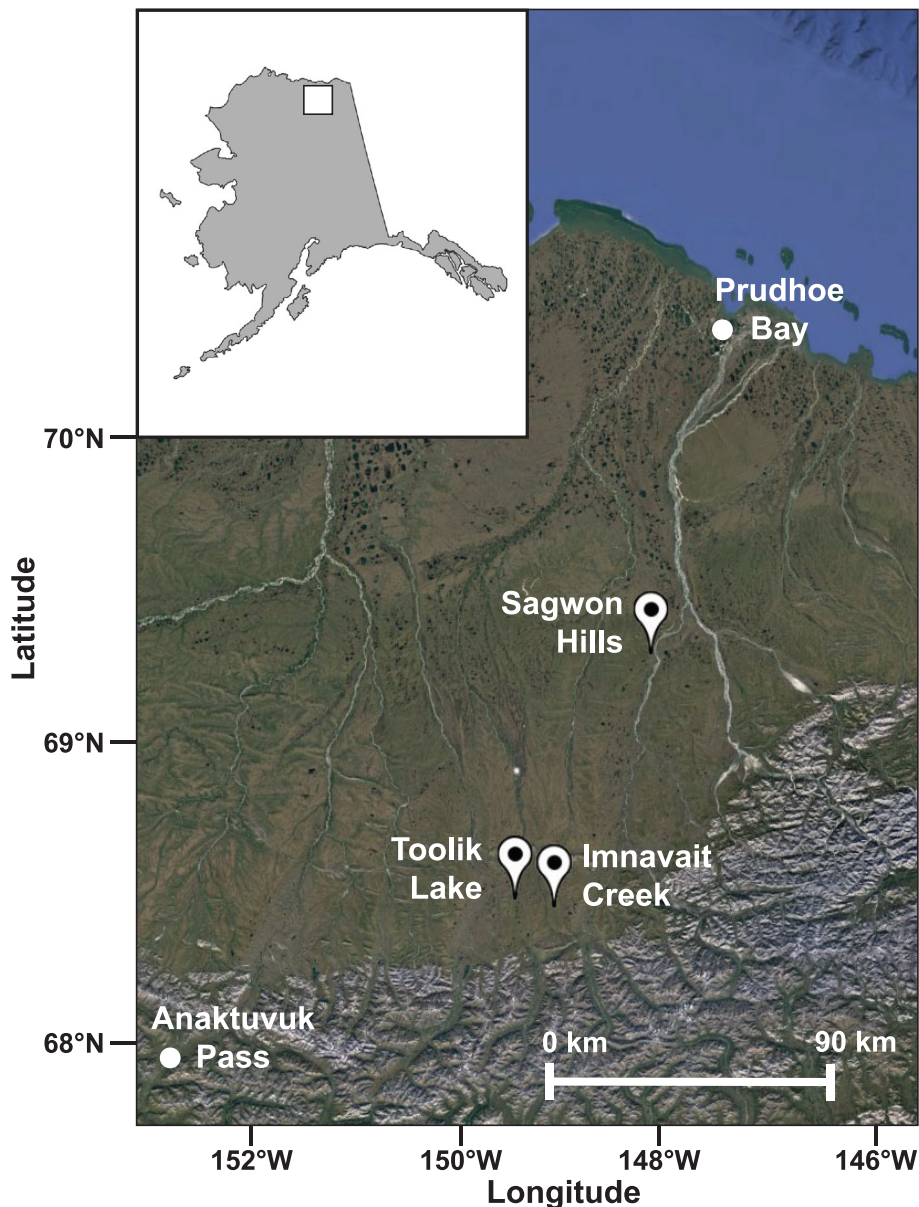 Prudhoe
Bay
70°N
Sagwon
Hills
Latitude
69°N
Toolik
Lake
Imnavait
Creek
Anaktuvuk
Pass
68°N
0 km
90 km
152°W
150°W
148°W
146°W
Longitude